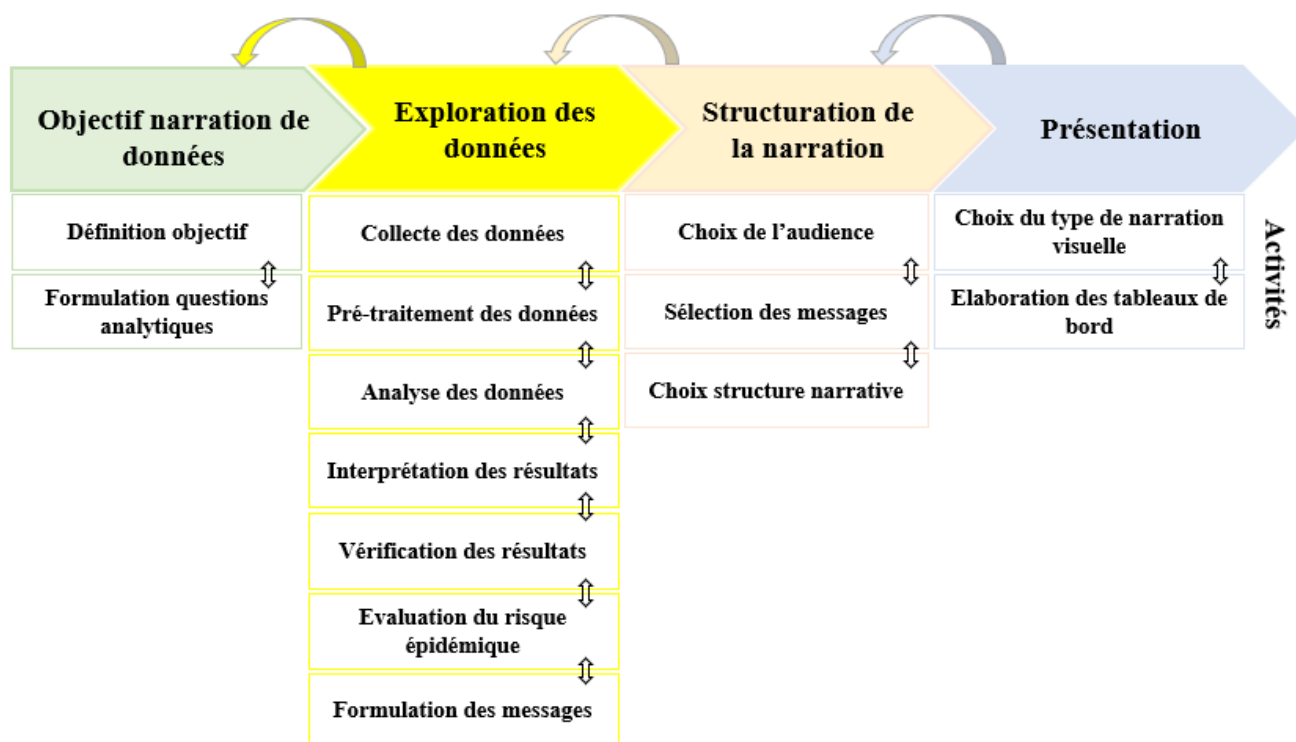 Objectif narration de
données
Exploration des
données
Structuration de
la narration
Présentation
Définition objectif
Formulation questions
analytiques
Collecte des données
Pré-traitement des données
Analyse des données
Interprétation des résultats
Vérification des résultats
Evaluation du risque
épidémique
Formulation des messages
Choix de l’audience
Sélection des messages
Choix structure narrative
Choix du type de narration
visuelle
Elaboration des tableaux de
bord
Activités